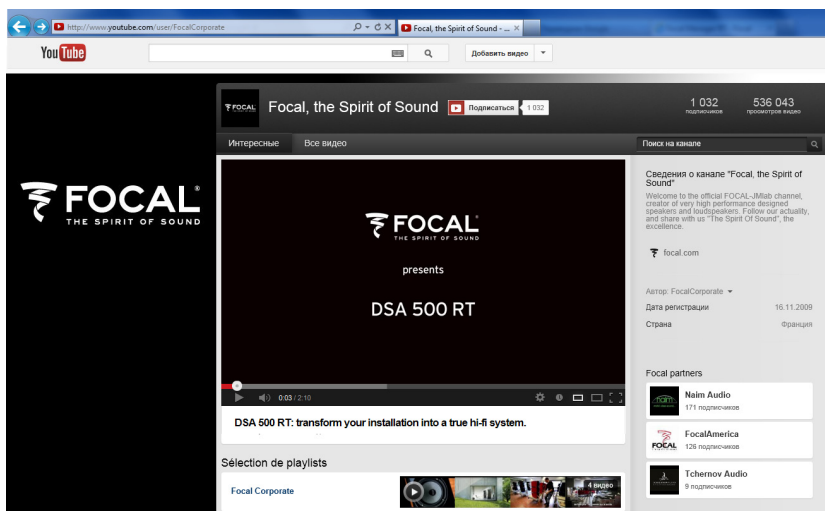 http://www.youtube.com/user/FocalCorporate
Focal, the Spirit of Sound - ...
YouTube
Добавить видео
FOCAL
Focal, the Spirit of Sound
Подписаться
1 032
1 032
подписчиков
536 043
просмотров видео
Интересные
Все видео
Поиск на канале
FOCAL®
THE SPIRIT OF SOUND
FOCAL®
THE SPIRIT OF SOUND
presents
DSA 500 RT
0:03 / 2:10
DSA 500 RT: transform your installation into a true hi-fi system.
Sélection de playlists
Focal Corporate
4 видео
Сведения о канале "Focal, the Spirit of
Sound"
Welcome to the official FOCAL-JMlab channel,
creator of very high performance designed
speakers and loudspeakers. Follow our actuality,
and share with us "The Spirit Of Sound", the
excellence.
focal.com
Автор: FocalCorporate
Дата регистрации
16.11.2009
Страна
Франция
Focal partners
naim
Naim Audio
171 подписчиков
FOCAL
FocalAmerica
126 подписчиков
Tchernov Audio
9 подписчиков